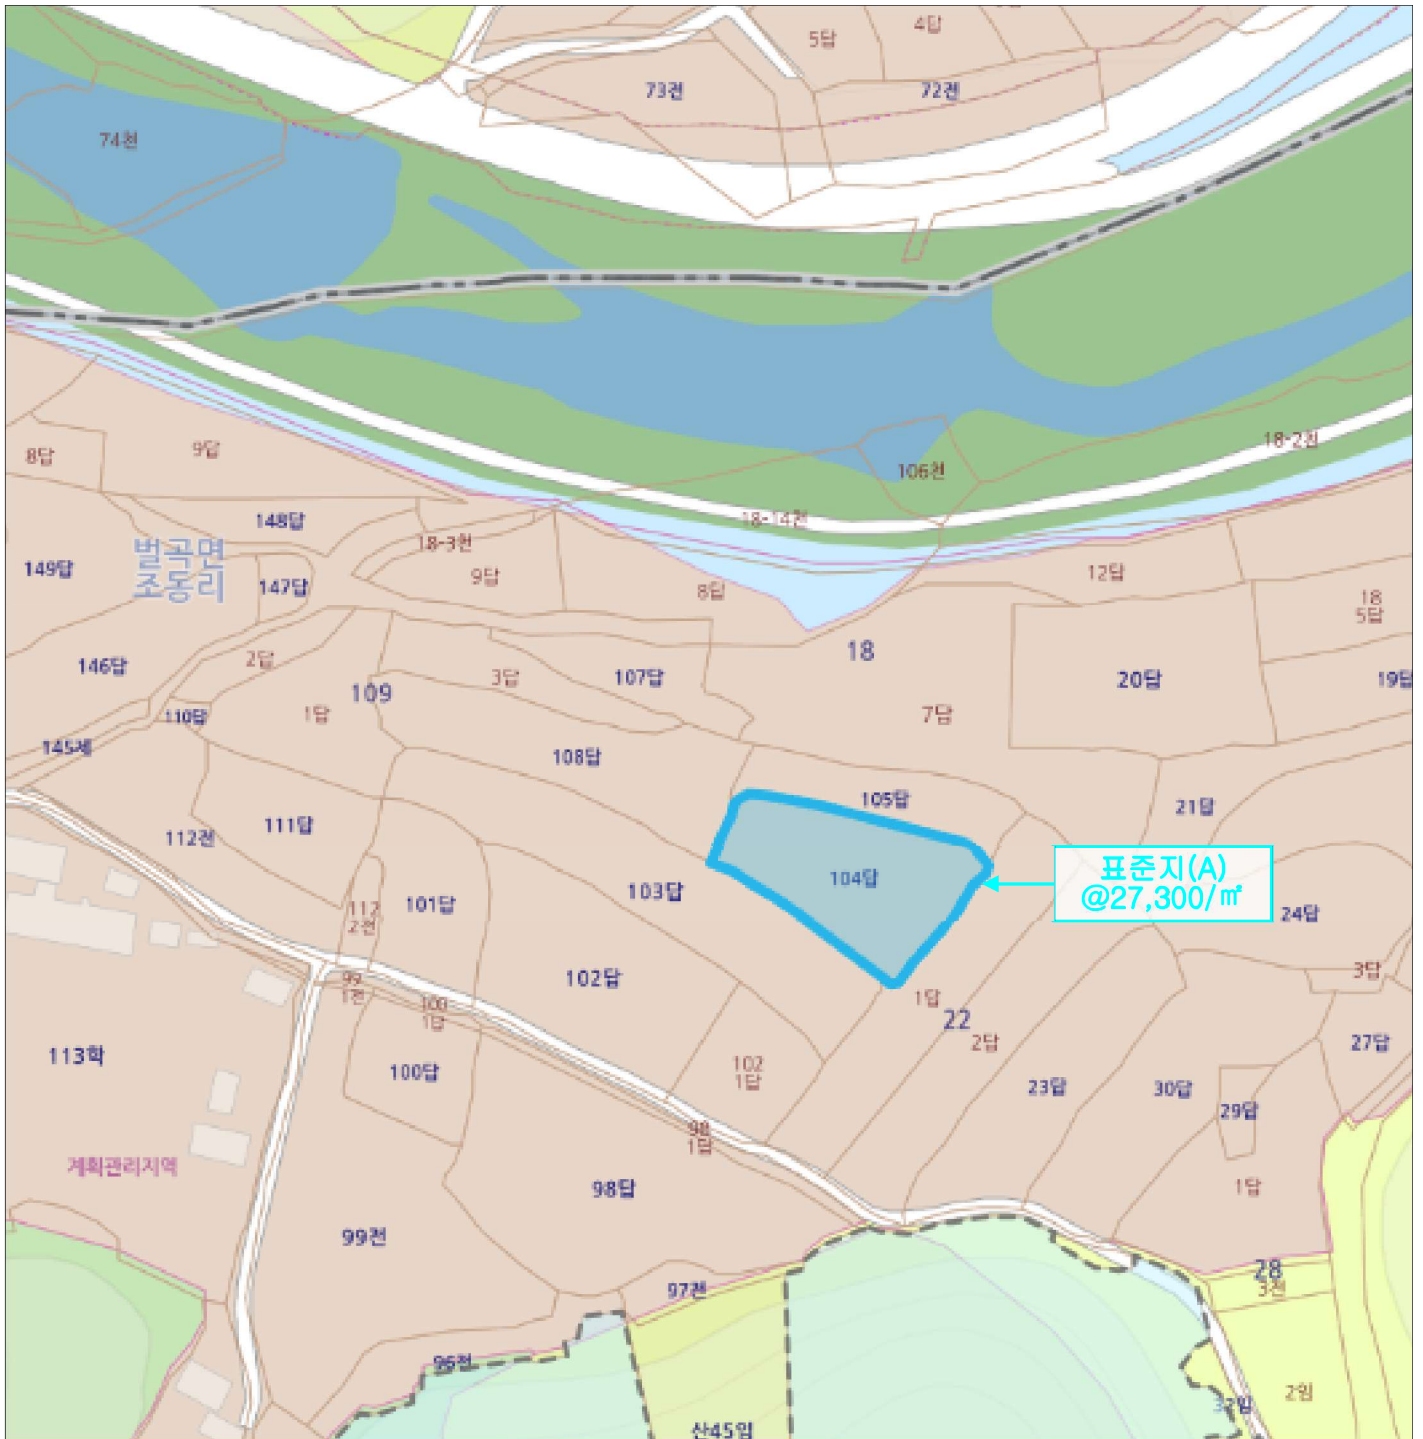 5답
4답
73전
72전
74천
106천
18-2천
18-14천
8답
9답
148답
18-3천
벌곡면
조동리
149답
147답
9답
8답
12답
18
5답
146답
2답
109
3답
107답
18
20답
19답
110답
1답
7답
145제
108답
105답
21답
112전
111답
표준지(A)
@27,300/㎡
104답
103답
101답
112
2전
24답
102답
99
1전
100
1답
3답
1답
22
2답
27답
113학
100답
102
1답
23답
30답
29답
98
1답
계획관리지역
98답
1답
99전
28
3전
97전
96전
2임
32임
산45임